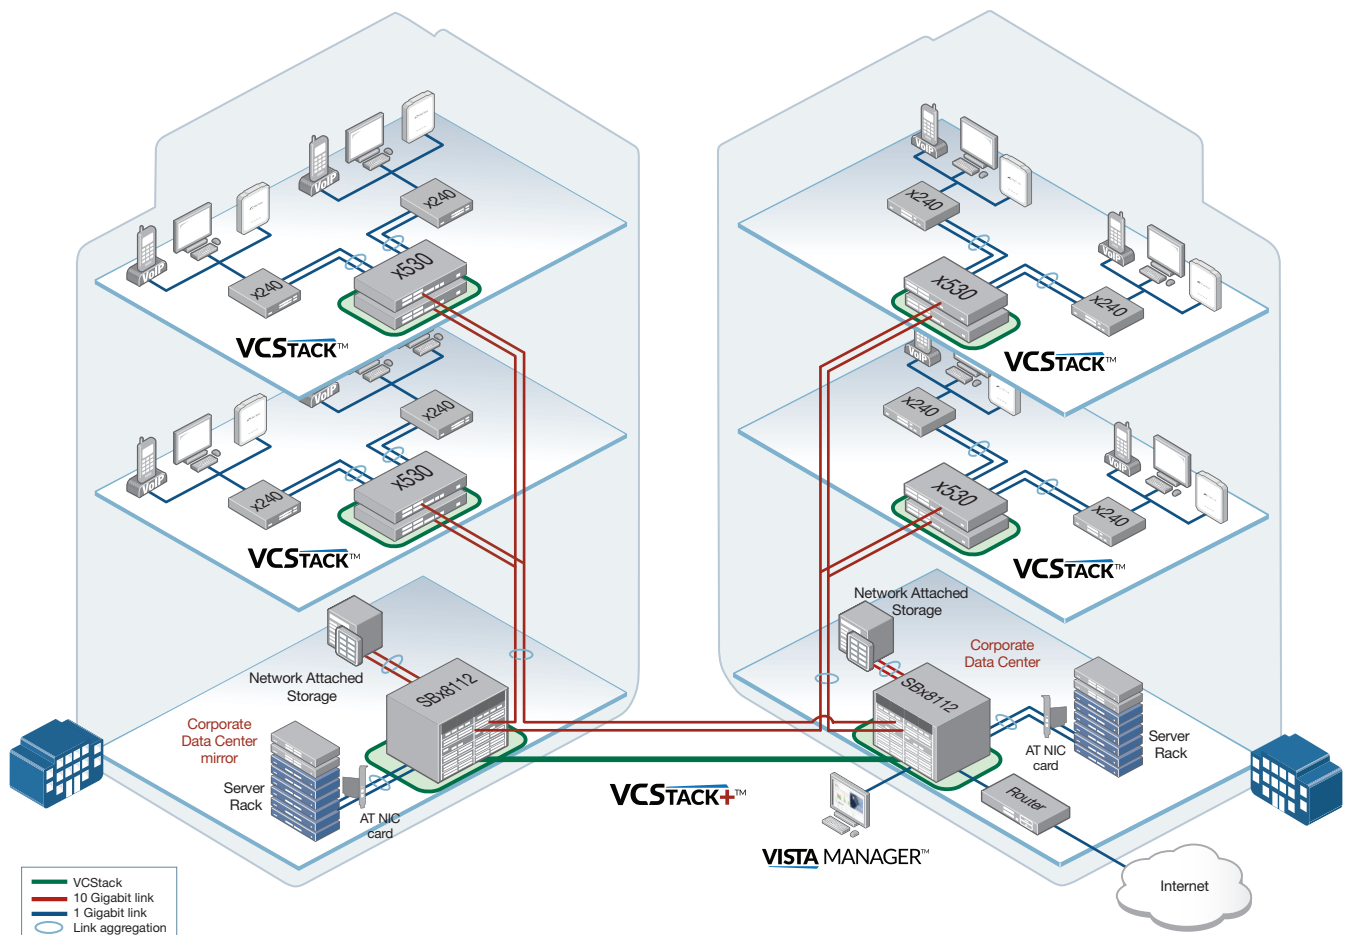 VoIP
x240
VoIP
x240
x530
VCSTACK™
VoIP
x240
x530
VoIP
x240
VCSTACK™
x240
VoIP
x240
x530
VCSTACK™
VoIP
x240
x530
VoIP
x240
VCSTACK™
Network Attached
Storage
SBx8112
Corporate
Data Center
mirror
Server
Rack
AT NIC
card
VCSTACK+™
Network Attached
Storage
Corporate
Data Center
SBx8112
AT NIC
card
Server
Rack
Router
VISTA MANAGER™
Internet
VCStack
10 Gigabit link
1 Gigabit link
Link aggregation